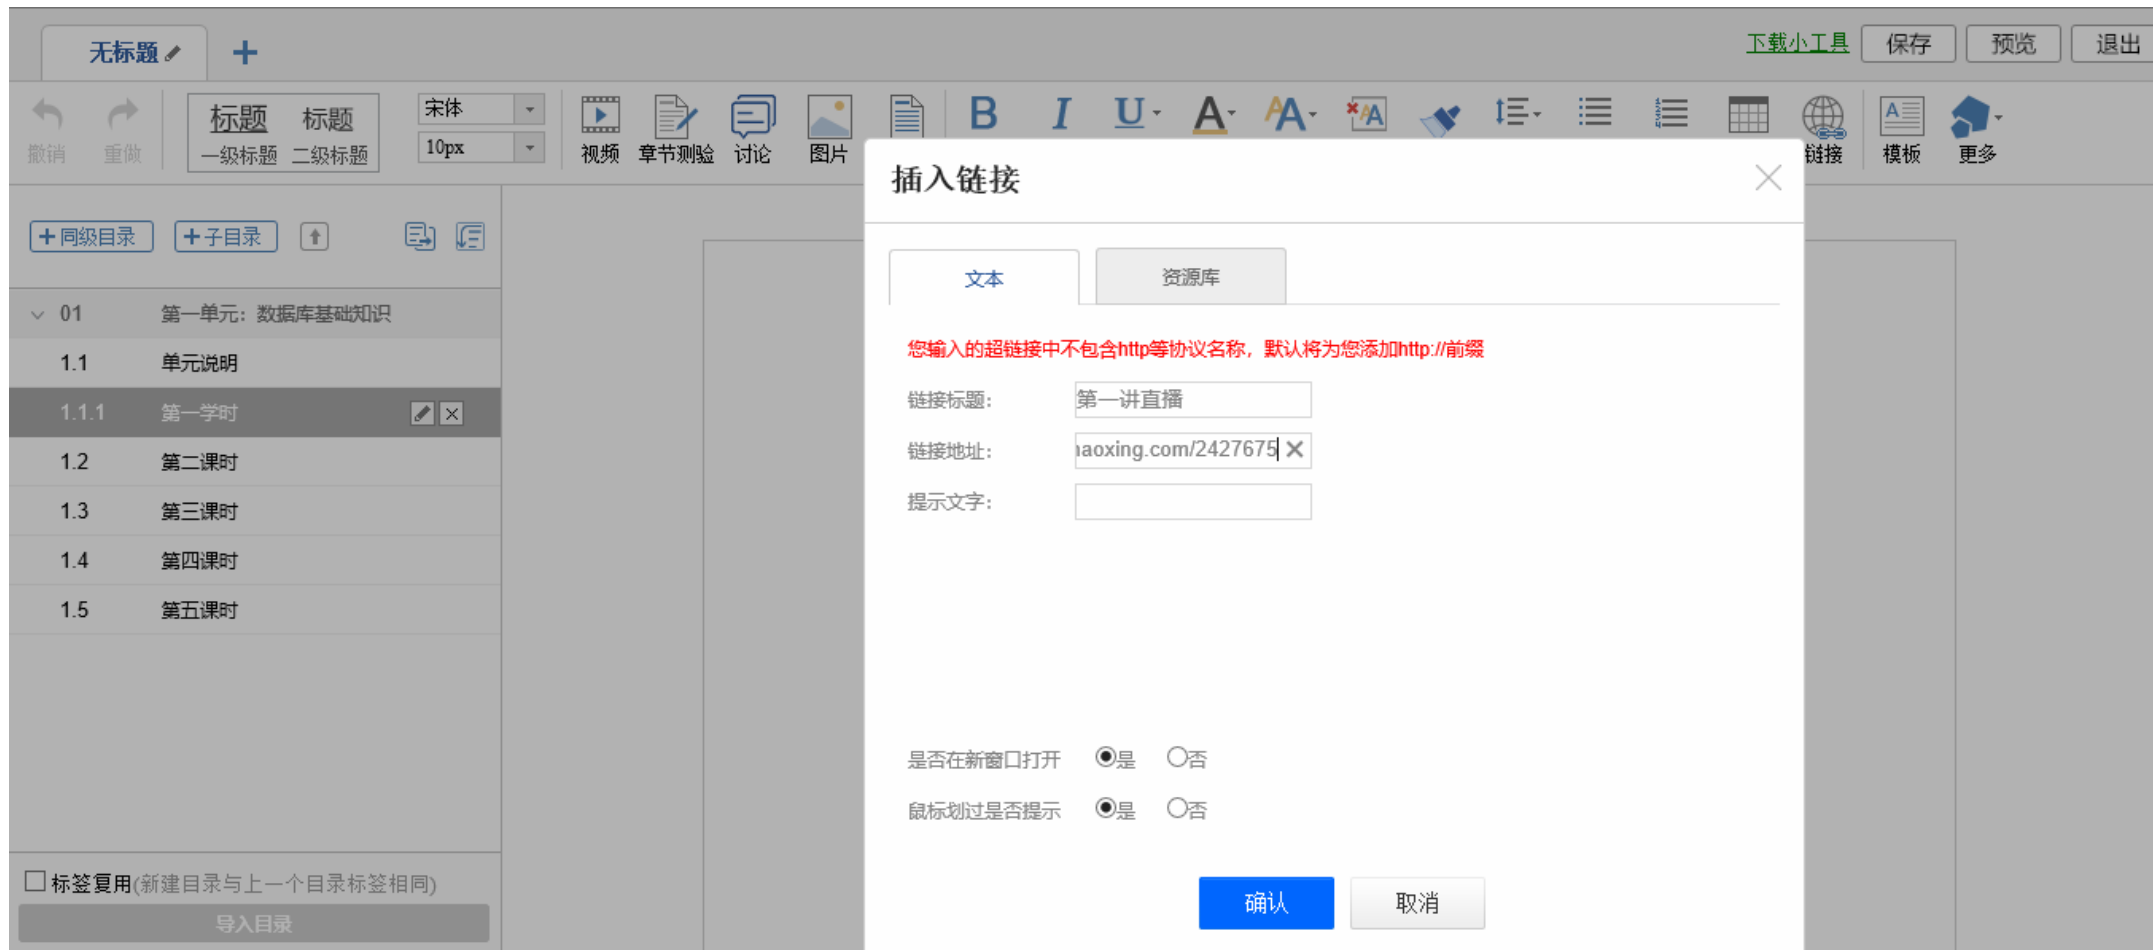 无标题
下载小工具 保存 预览 退出
撤销 重做
标题 标题
一级标题 二级标题
宋体
10px
视频 章节测验 讨论 图片 链接 模板 更多
插入链接
同级目录 子目录
文本 资源库
01 第一单元：数据库基础知识
1.1 单元说明
1.1.1 第一学时
1.2 第二课时
1.3 第三课时
1.4 第四课时
1.5 第五课时
您输入的超链接中不包含http等协议名称，默认将为您添加http://前缀
链接标题： 第一讲直播
链接地址： haoxing.com/2427675
提示文字：
是否在新窗口打开 是 否
鼠标划过是否提示 是 否
标签复用(新建目录与上一个目录标签相同)
导入目录
确认 取消